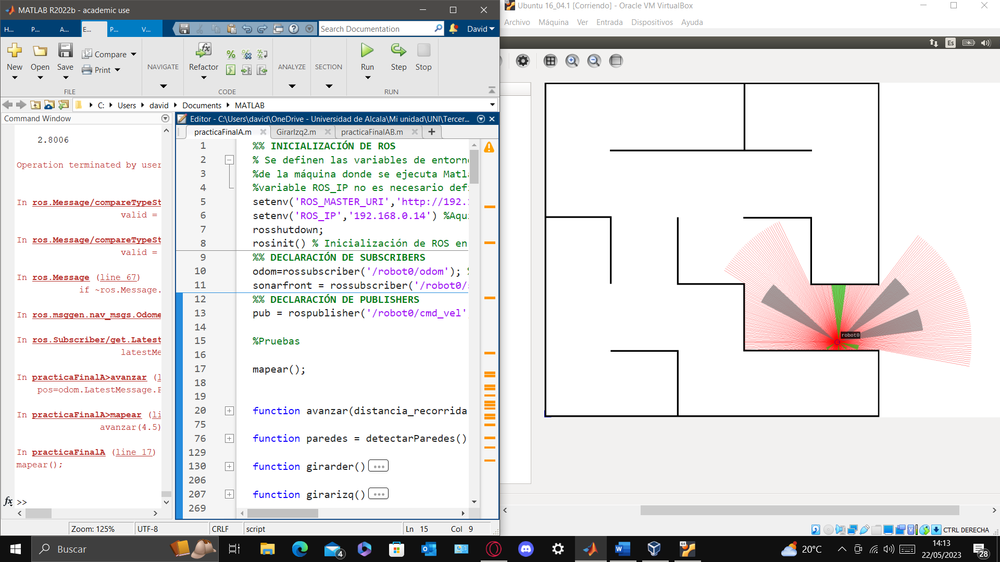 MATLAB R2022b - academic use
H...
P...
A...
E...
P...
V...
Search Documentation
David
New
Open
Save
Compare
Print
FILE
NAVIGATE
Refactor
CODE
ANALYZE
SECTION
Run
Step
Stop
RUN
C: Users david Documents MATLAB
Command Window
2.8006
Operation terminated by user
In ros.Message/compareTypeSt
valid =
In ros.Message/compareTypeSt
valid =
In ros.Message (line 67)
if ~ros.Message.
In ros.msggen.nav_msgs.Odome
In ros.Subscriber/get.Latest
latestMe
In practicaFinalA>avanzar (l
pos=odom.LatestMessage.P
In practicaFinalA>mapear (li
avanzar(4.5)
In practicaFinalA (line 17)
mapear();
fx >>
Editor - C:\Users\david\OneDrive - Universidad de Alcala\Mi unidad\UNI\Tercer...
practicaFinalA.m
GirarIzq2.m
practicaFinalAB.m
1 %% INICIALIZACIÓN DE ROS
2 % Se definen las variables de entorn
3 %de la máquina donde se ejecuta Matl
4 %variable ROS_IP no es necesario def
5 setenv('ROS_MASTER_URI','http://192.
6 setenv('ROS_IP','192.168.0.14') %Aqu
7 rosshutdown;
8 rosinit() % Inicialización de ROS en
9 %% DECLARACIÓN DE SUBSCRIBERS
10 odom=rossubscriber('/robot0/odom'); %
11 sonarfront = rossubscriber('/robot0/s
12 %% DECLARACIÓN DE PUBLISHERS
13 pub = rospublisher('/robot0/cmd_vel'
14
15 %Pruebas
16
17 mapear();
18
19
20 function avanzar(distancia_recorrida
75
76 function paredes = detectarParedes()
129
130 function girarder() ...
206
207 function girarizq() ...
269
Zoom: 125%
UTF-8
CRLF
script
Ln 15
Col 9
Ubuntu 16_04.1 [Corriendo] - Oracle VM VirtualBox
Archivo
Máquina
Ver
Entrada
Dispositivos
Ayuda
Es
robot0
CTRL DERECHA
Buscar
4
64
20°C
14:13
22/05/2023
28